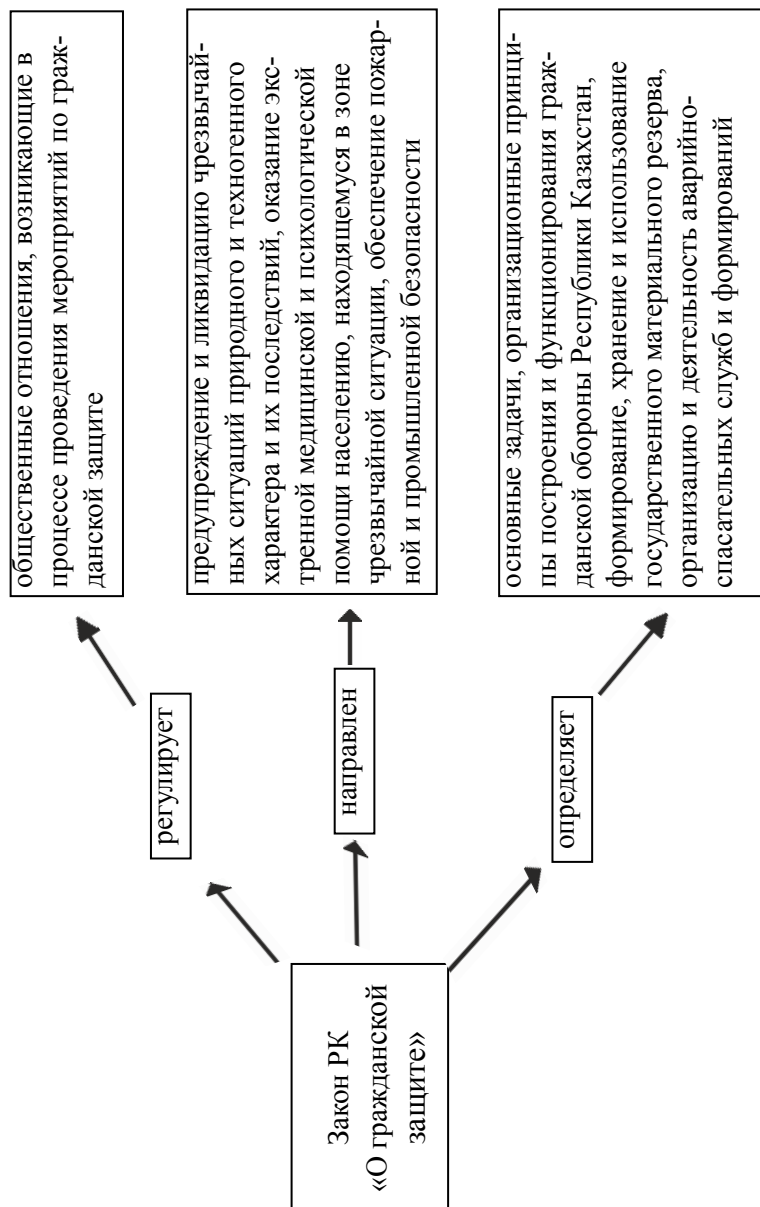 Закон РК
«О гражданской
защите»
регулирует
общественные отношения, возникающие в
процессе проведения мероприятий по граж-
данской защите
направлен
предупреждение и ликвидацию чрезвычай-
ных ситуаций природного и техногенного
характера и их последствий, оказание экс-
тренной медицинской и психологической
помощи населению, находящемуся в зоне
чрезвычайной ситуации, обеспечение пожар-
ной и промышленной безопасности
определяет
основные задачи, организационные принци-
пы построения и функционирования граж-
данской обороны Республики Казахстан,
формирование, хранение и использование
государственного материального резерва,
организацию и деятельность аварийно-
спасательных служб и формирований